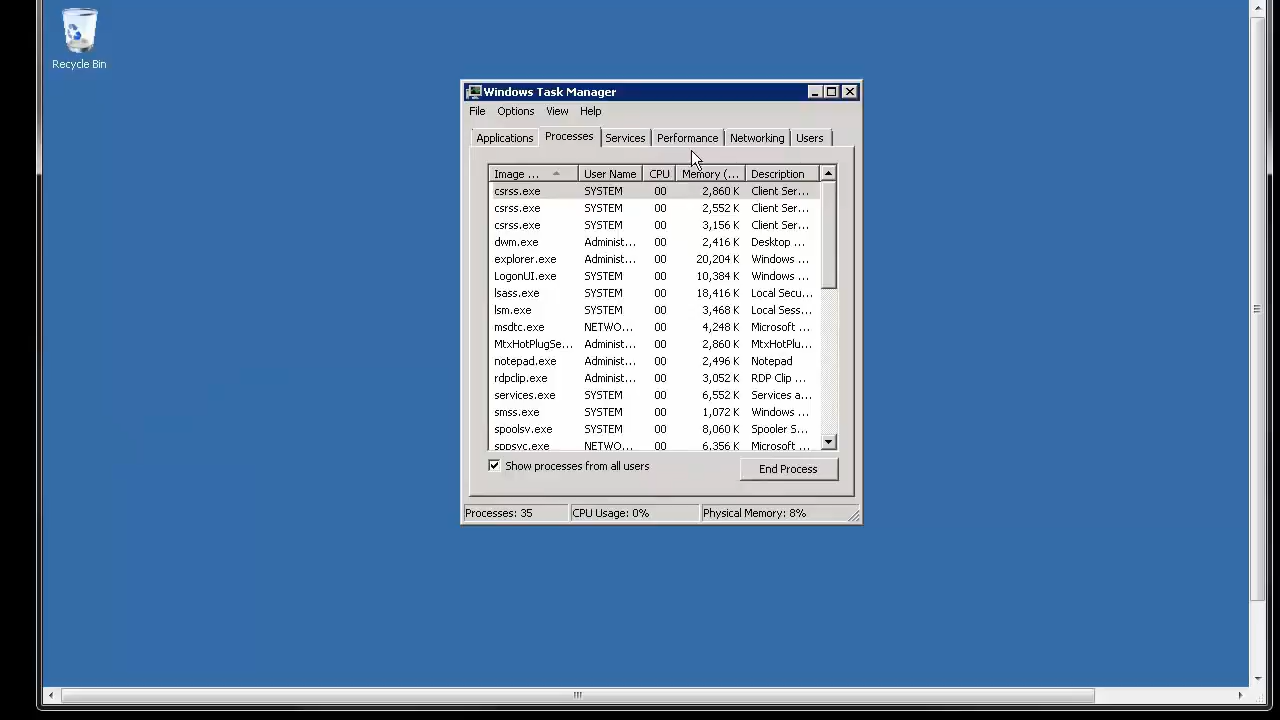 Recycle Bin
Windows Task Manager
File Options View Help
Applications Processes Services Performance Networking Users
Image ... User Name CPU Memory (... Description
csrss.exe SYSTEM 00 2,860 K Client Ser...
csrss.exe SYSTEM 00 2,552 K Client Ser...
csrss.exe SYSTEM 00 3,156 K Client Ser...
dwm.exe Administ... 00 2,416 K Desktop ...
explorer.exe Administ... 00 20,204 K Windows ...
LogonUI.exe SYSTEM 00 10,384 K Windows ...
lsass.exe SYSTEM 00 18,416 K Local Secu...
lsm.exe SYSTEM 00 3,468 K Local Sess...
msdtc.exe NETWO... 00 4,248 K Microsoft ...
MtxHotPlugSe... Administ... 00 2,860 K MtxHotPlu...
notepad.exe Administ... 00 2,496 K Notepad
rdpclip.exe Administ... 00 3,052 K RDP Clip ...
services.exe SYSTEM 00 6,552 K Services a...
smss.exe SYSTEM 00 1,072 K Windows ...
spoolsv.exe SYSTEM 00 8,060 K Spooler S...
sppsvc.exe NETWO... 00 6,356 K Microsoft ...
Show processes from all users End Process
Processes: 35 CPU Usage: 0% Physical Memory: 8%